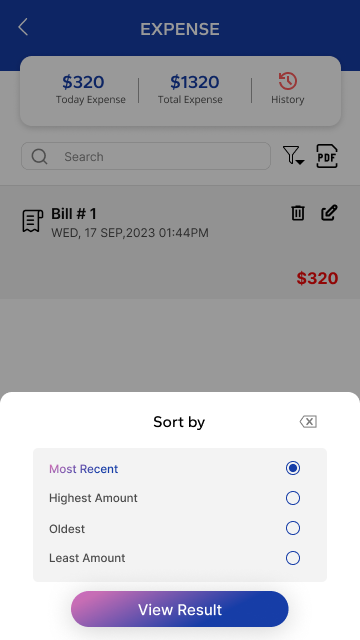 EXPENSE
$320
Today Expense
$1320
Total Expense
History
Search
PDF
Bill # 1
WED, 17 SEP,2023 01:44PM
$320
Sort by
Most Recent
Highest Amount
Oldest
Least Amount
View Result